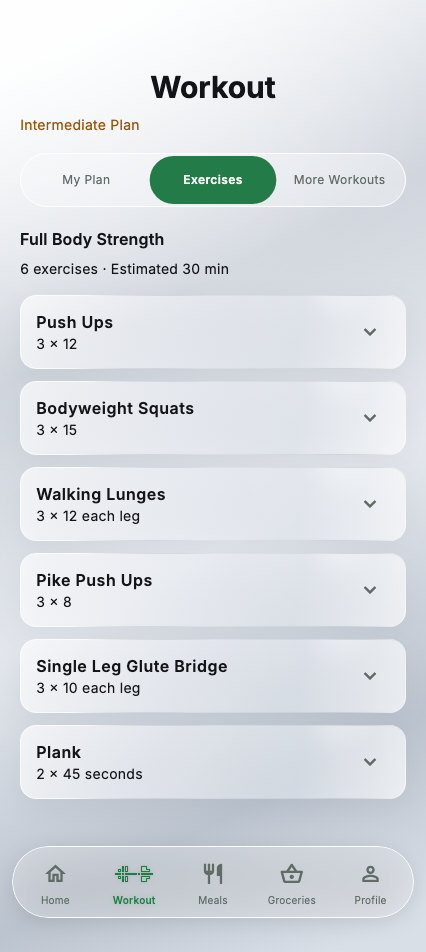 Workout
Intermediate Plan
My Plan
Exercises
More Workouts
Full Body Strength
6 exercises · Estimated 30 min
Push Ups
3 × 12
Bodyweight Squats
3 × 15
Walking Lunges
3 × 12 each leg
Pike Push Ups
3 × 8
Single Leg Glute Bridge
3 × 10 each leg
Plank
2 × 45 seconds
Home
Workout
Meals
Groceries
Profile